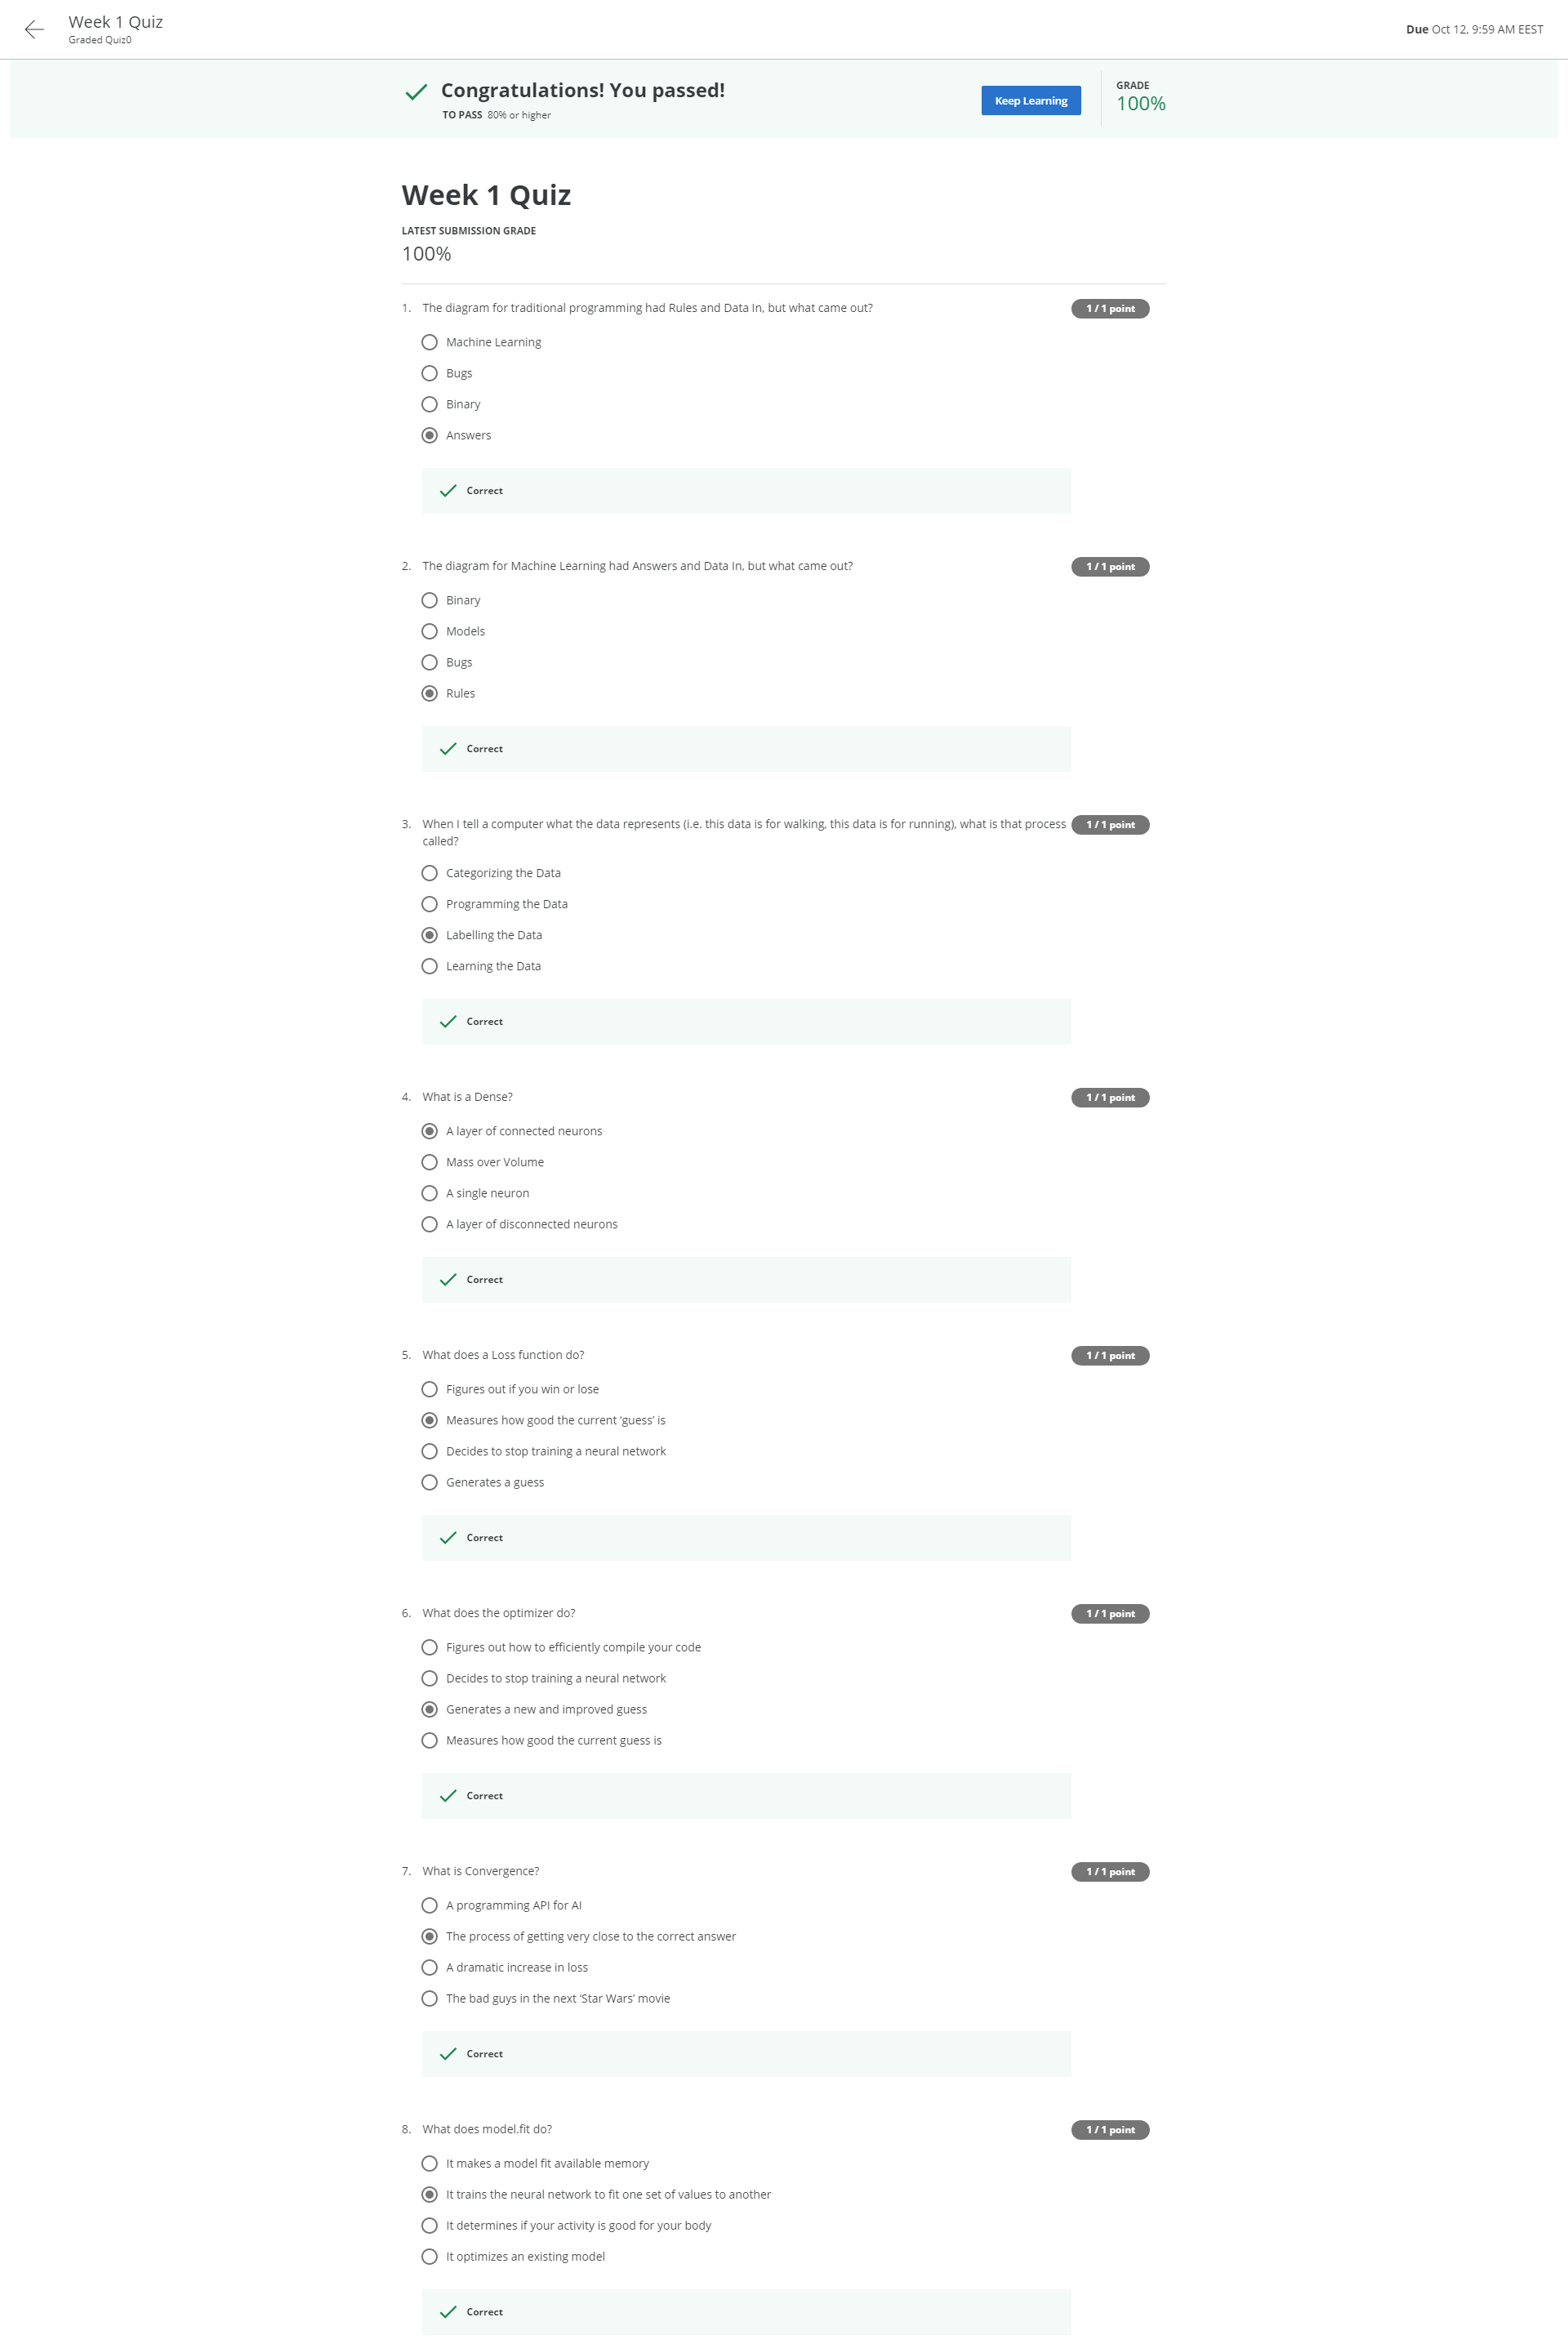 Week 1 Quiz
Graded Quiz0
Due Oct 12, 9:59 AM EEST
Congratulations! You passed!
TO PASS 80% or higher
Keep Learning
GRADE
100%
Week 1 Quiz
LATEST SUBMISSION GRADE
100%
1. The diagram for traditional programming had Rules and Data In, but what came out?
1 / 1 point
Machine Learning
Bugs
Binary
Answers
Correct
2. The diagram for Machine Learning had Answers and Data In, but what came out?
1 / 1 point
Binary
Models
Bugs
Rules
Correct
3. When I tell a computer what the data represents (i.e. this data is for walking, this data is for running), what is that process
called?
1 / 1 point
Categorizing the Data
Programming the Data
Labelling the Data
Learning the Data
Correct
4. What is a Dense?
1 / 1 point
A layer of connected neurons
Mass over Volume
A single neuron
A layer of disconnected neurons
Correct
5. What does a Loss function do?
1 / 1 point
Figures out if you win or lose
Measures how good the current ‘guess’ is
Decides to stop training a neural network
Generates a guess
Correct
6. What does the optimizer do?
1 / 1 point
Figures out how to efficiently compile your code
Decides to stop training a neural network
Generates a new and improved guess
Measures how good the current guess is
Correct
7. What is Convergence?
1 / 1 point
A programming API for AI
The process of getting very close to the correct answer
A dramatic increase in loss
The bad guys in the next ‘Star Wars’ movie
Correct
8. What does model.fit do?
1 / 1 point
It makes a model fit available memory
It trains the neural network to fit one set of values to another
It determines if your activity is good for your body
It optimizes an existing model
Correct